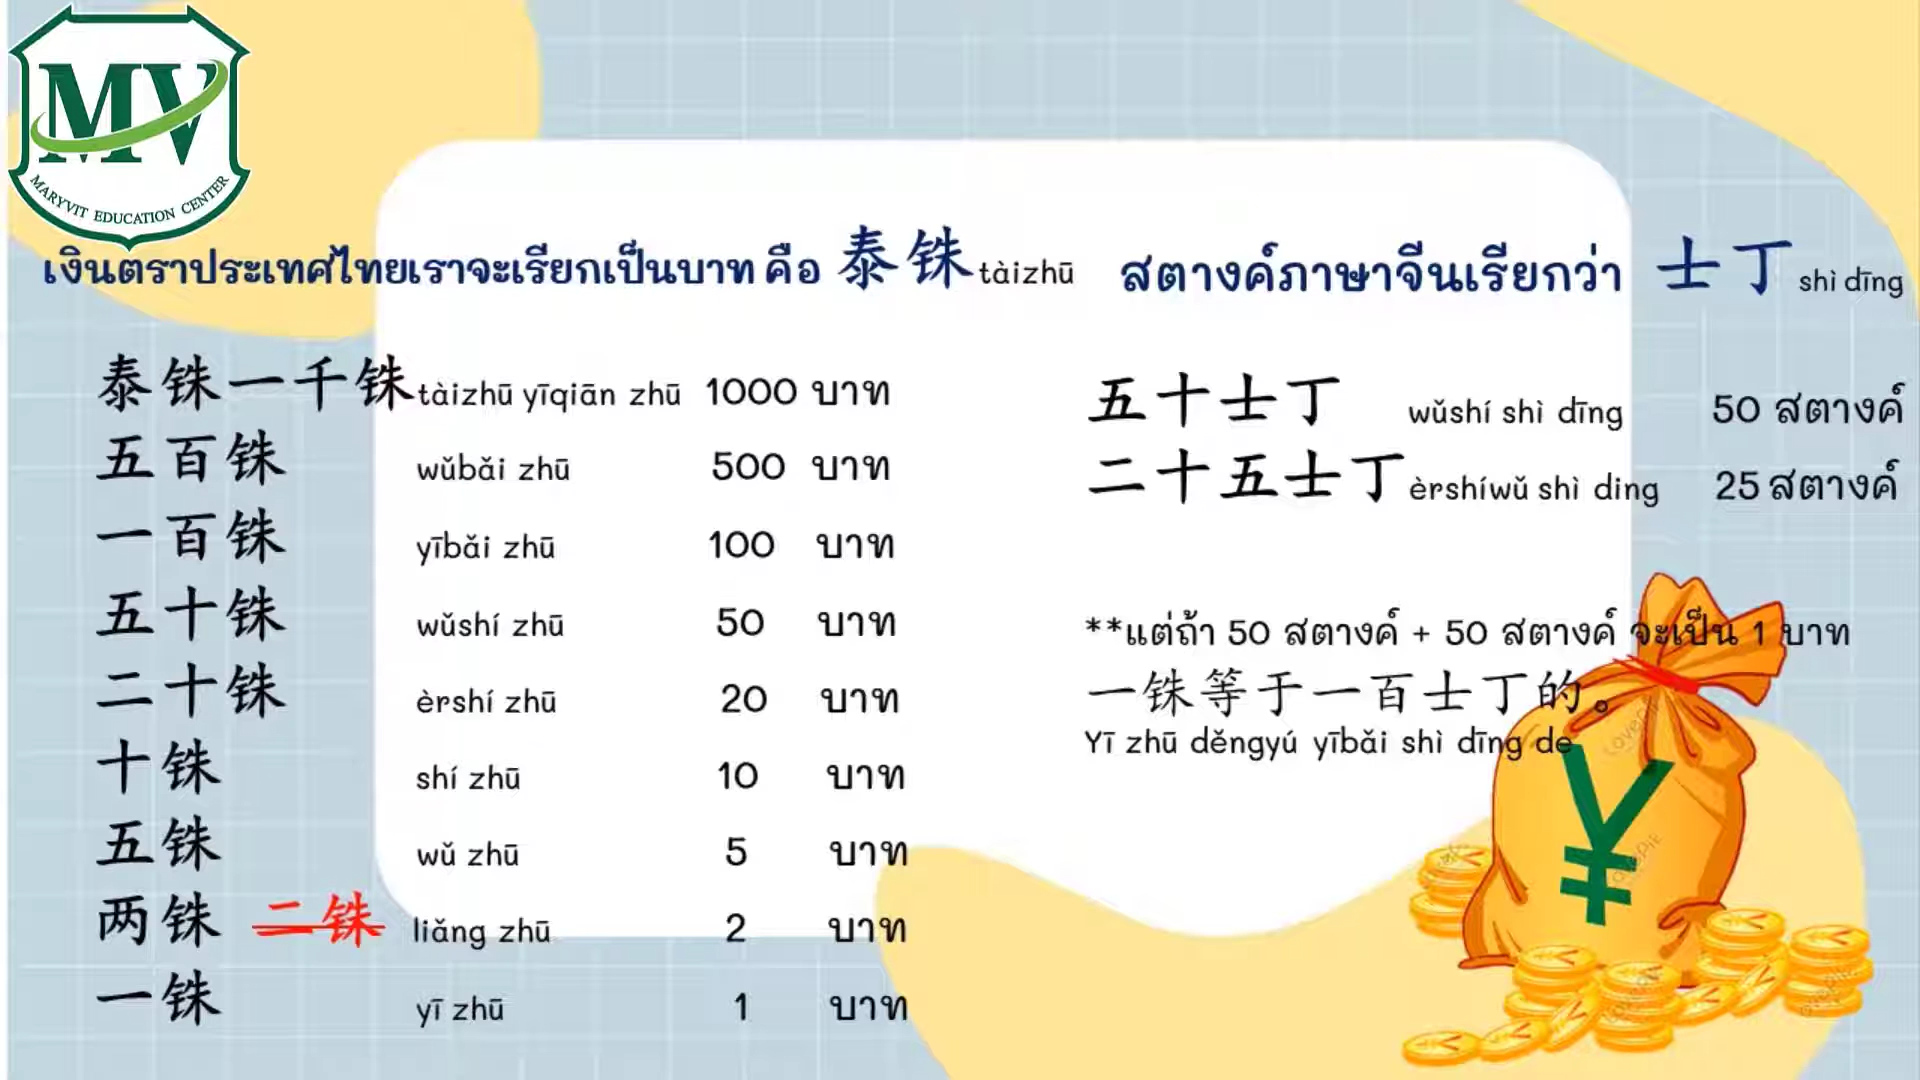 MV
MARYVIT EDUCATION CENTER
เงินตราประเทศไทยเราจะเรียกเป็นบาท คือ 泰铢 tàizhū
泰铢一千铢 tàizhū yīqiān zhū 1000 บาท
五百铢 wǔbǎi zhū 500 บาท
一百铢 yībǎi zhū 100 บาท
五十铢 wǔshí zhū 50 บาท
二十铢 èrshí zhū 20 บาท
十铢 shí zhū 10 บาท
五铢 wǔ zhū 5 บาท
两铢 二铢 liǎng zhū 2 บาท
一铢 yī zhū 1 บาท
สตางค์ภาษาจีนเรียกว่า 士丁 shì dīng
五十士丁 wǔshí shì dīng 50 สตางค์
二十五士丁 èrshíwǔ shì ding 25 สตางค์
**แต่ถ้า 50 สตางค์ + 50 สตางค์ จะเป็น 1 บาท
一铢等于一百士丁的。
Yī zhū děngyú yībǎi shì dīng de
¥